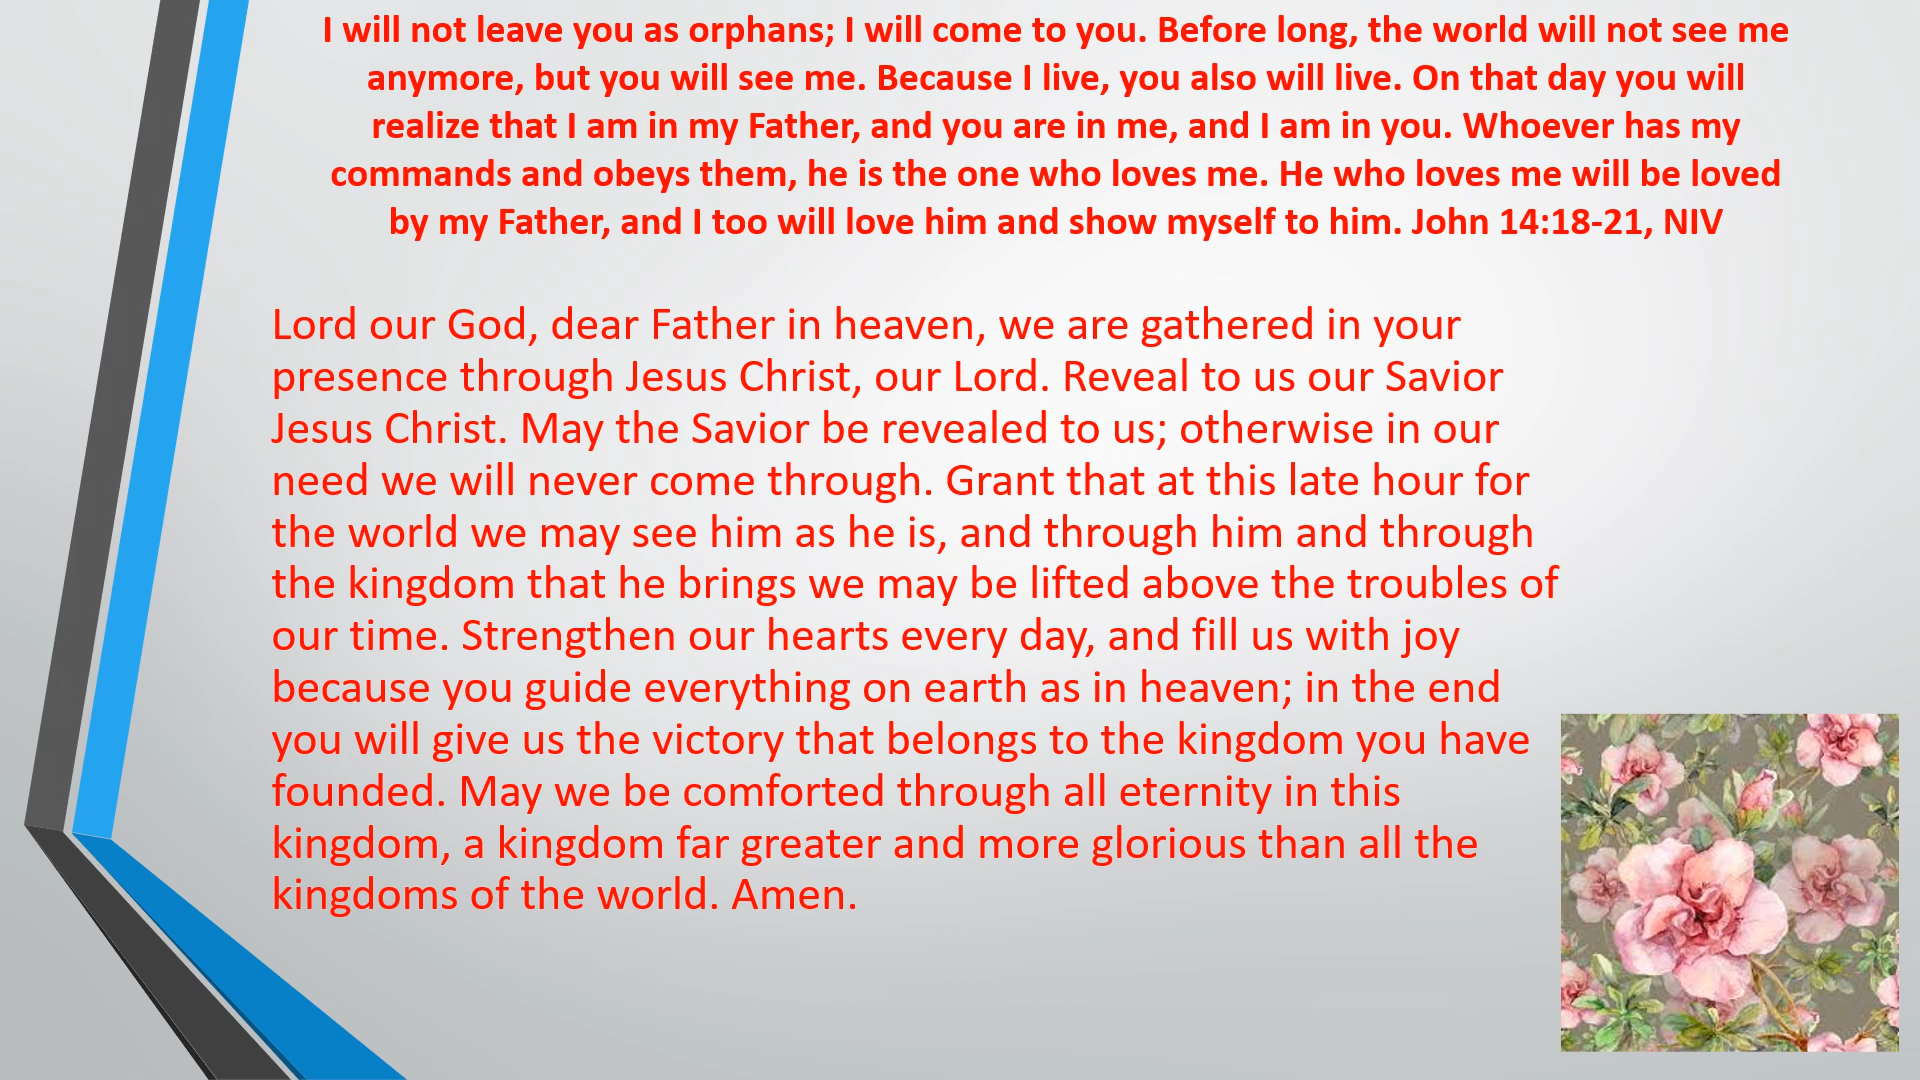 I will not leave you as orphans; I will come to you. Before long, the world will not see me
anymore, but you will see me. Because I live, you also will live. On that day you will
realize that I am in my Father, and you are in me, and I am in you. Whoever has my
commands and obeys them, he is the one who loves me. He who loves me will be loved
by my Father, and I too will love him and show myself to him. John 14:18-21, NIV
Lord our God, dear Father in heaven, we are gathered in your
presence through Jesus Christ, our Lord. Reveal to us our Savior
Jesus Christ. May the Savior be revealed to us; otherwise in our
need we will never come through. Grant that at this late hour for
the world we may see him as he is, and through him and through
the kingdom that he brings we may be lifted above the troubles of
our time. Strengthen our hearts every day, and fill us with joy
because you guide everything on earth as in heaven; in the end
you will give us the victory that belongs to the kingdom you have
founded. May we be comforted through all eternity in this
kingdom, a kingdom far greater and more glorious than all the
kingdoms of the world. Amen.